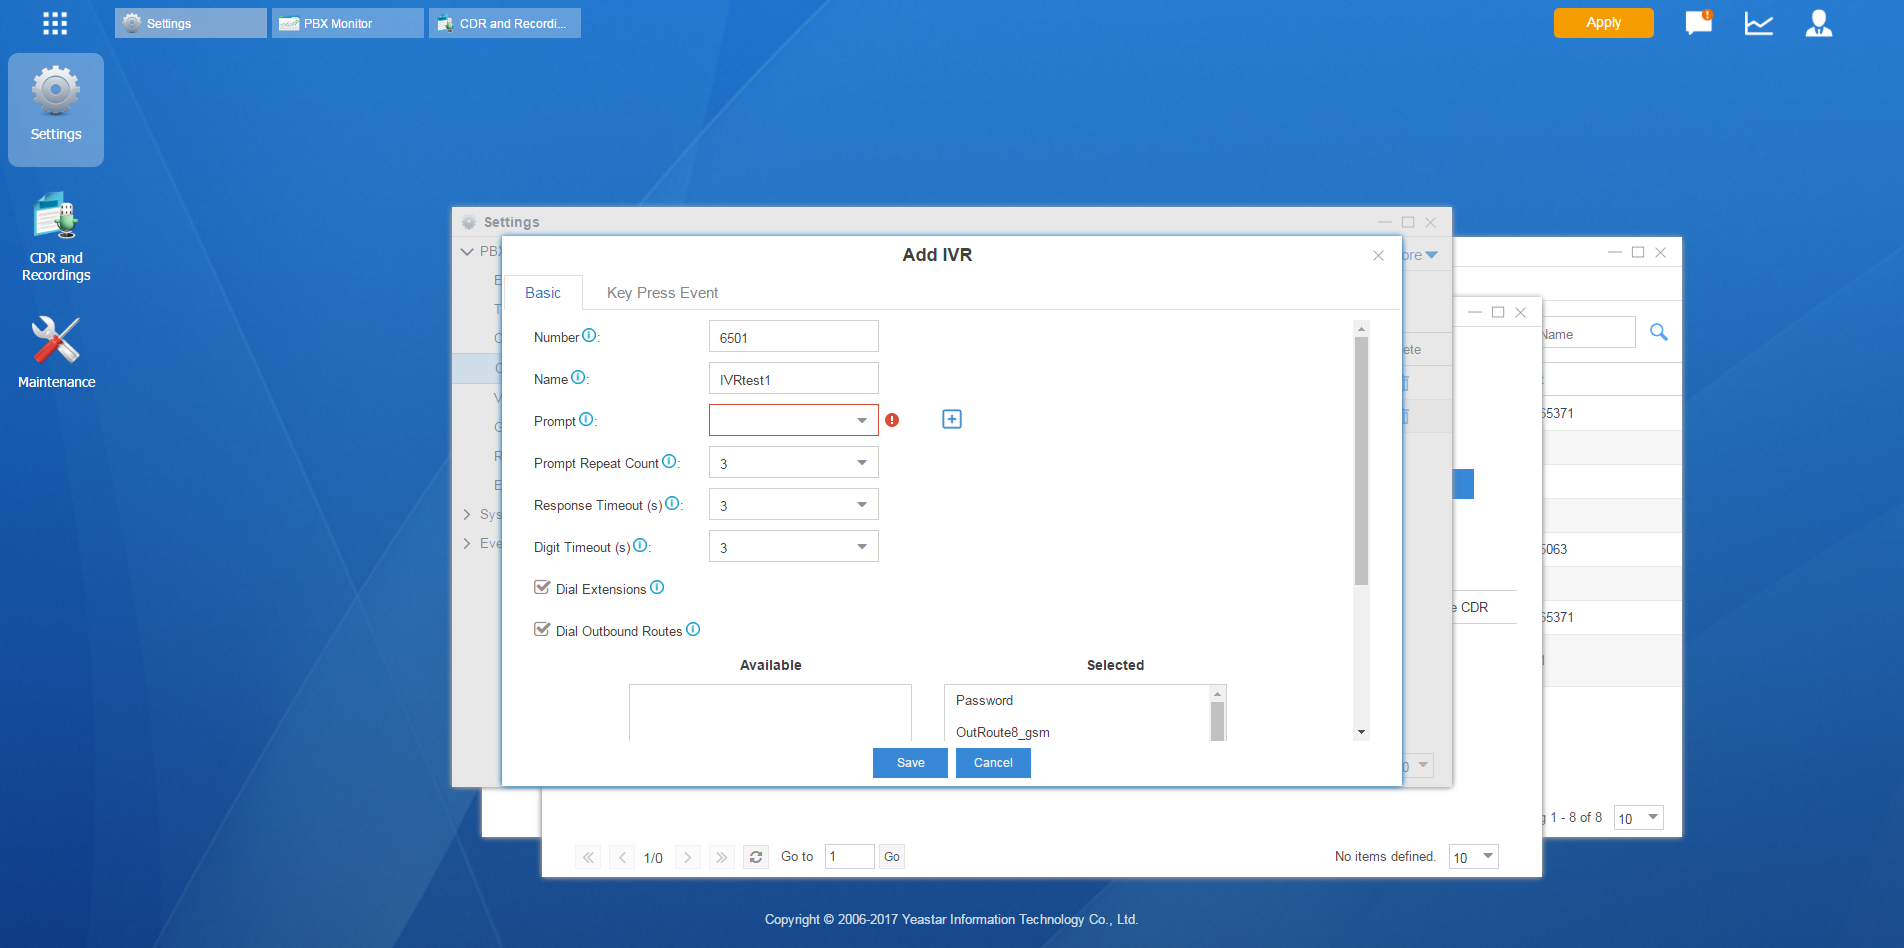 Settings
PBX Monitor
CDR and Recordi...
Apply
Settings
CDR and
Recordings
Maintenance
Settings
PBX
Sys
Eve
ore
ete
Add IVR
Basic
Key Press Event
Number:
6501
Name:
IVRtest1
Prompt:
Prompt Repeat Count:
3
Response Timeout (s):
3
Digit Timeout (s):
3
Dial Extensions
Dial Outbound Routes
Available
Selected
Password
OutRoute8_gsm
Save
Cancel
Name
65371
5063
e CDR
65371
1 - 8 of 8
10
1/0
Go to
1
Go
No items defined.
10
Copyright © 2006-2017 Yeastar Information Technology Co., Ltd.